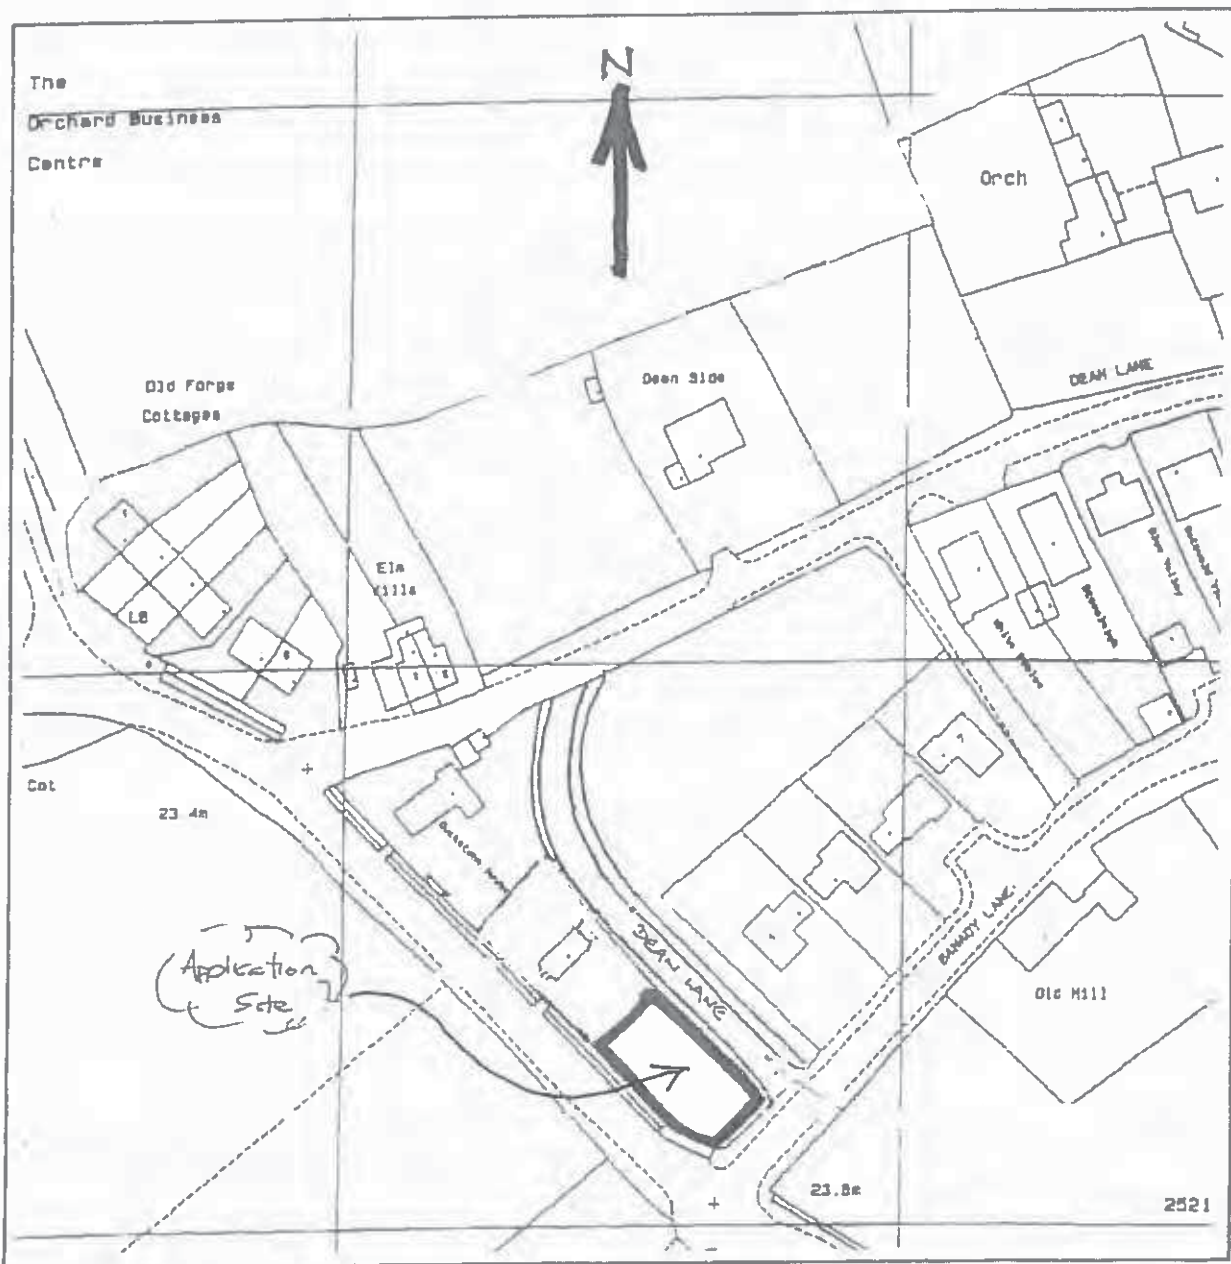 N
The
Orchard Business
Centre
Orch
DEAN LANE
Dean Side
Old Forge
Cottages
Elm
Villa
LB
Cot
23.4m
DEAN LANE
Application
Site
Old Mill
23.8m
2521